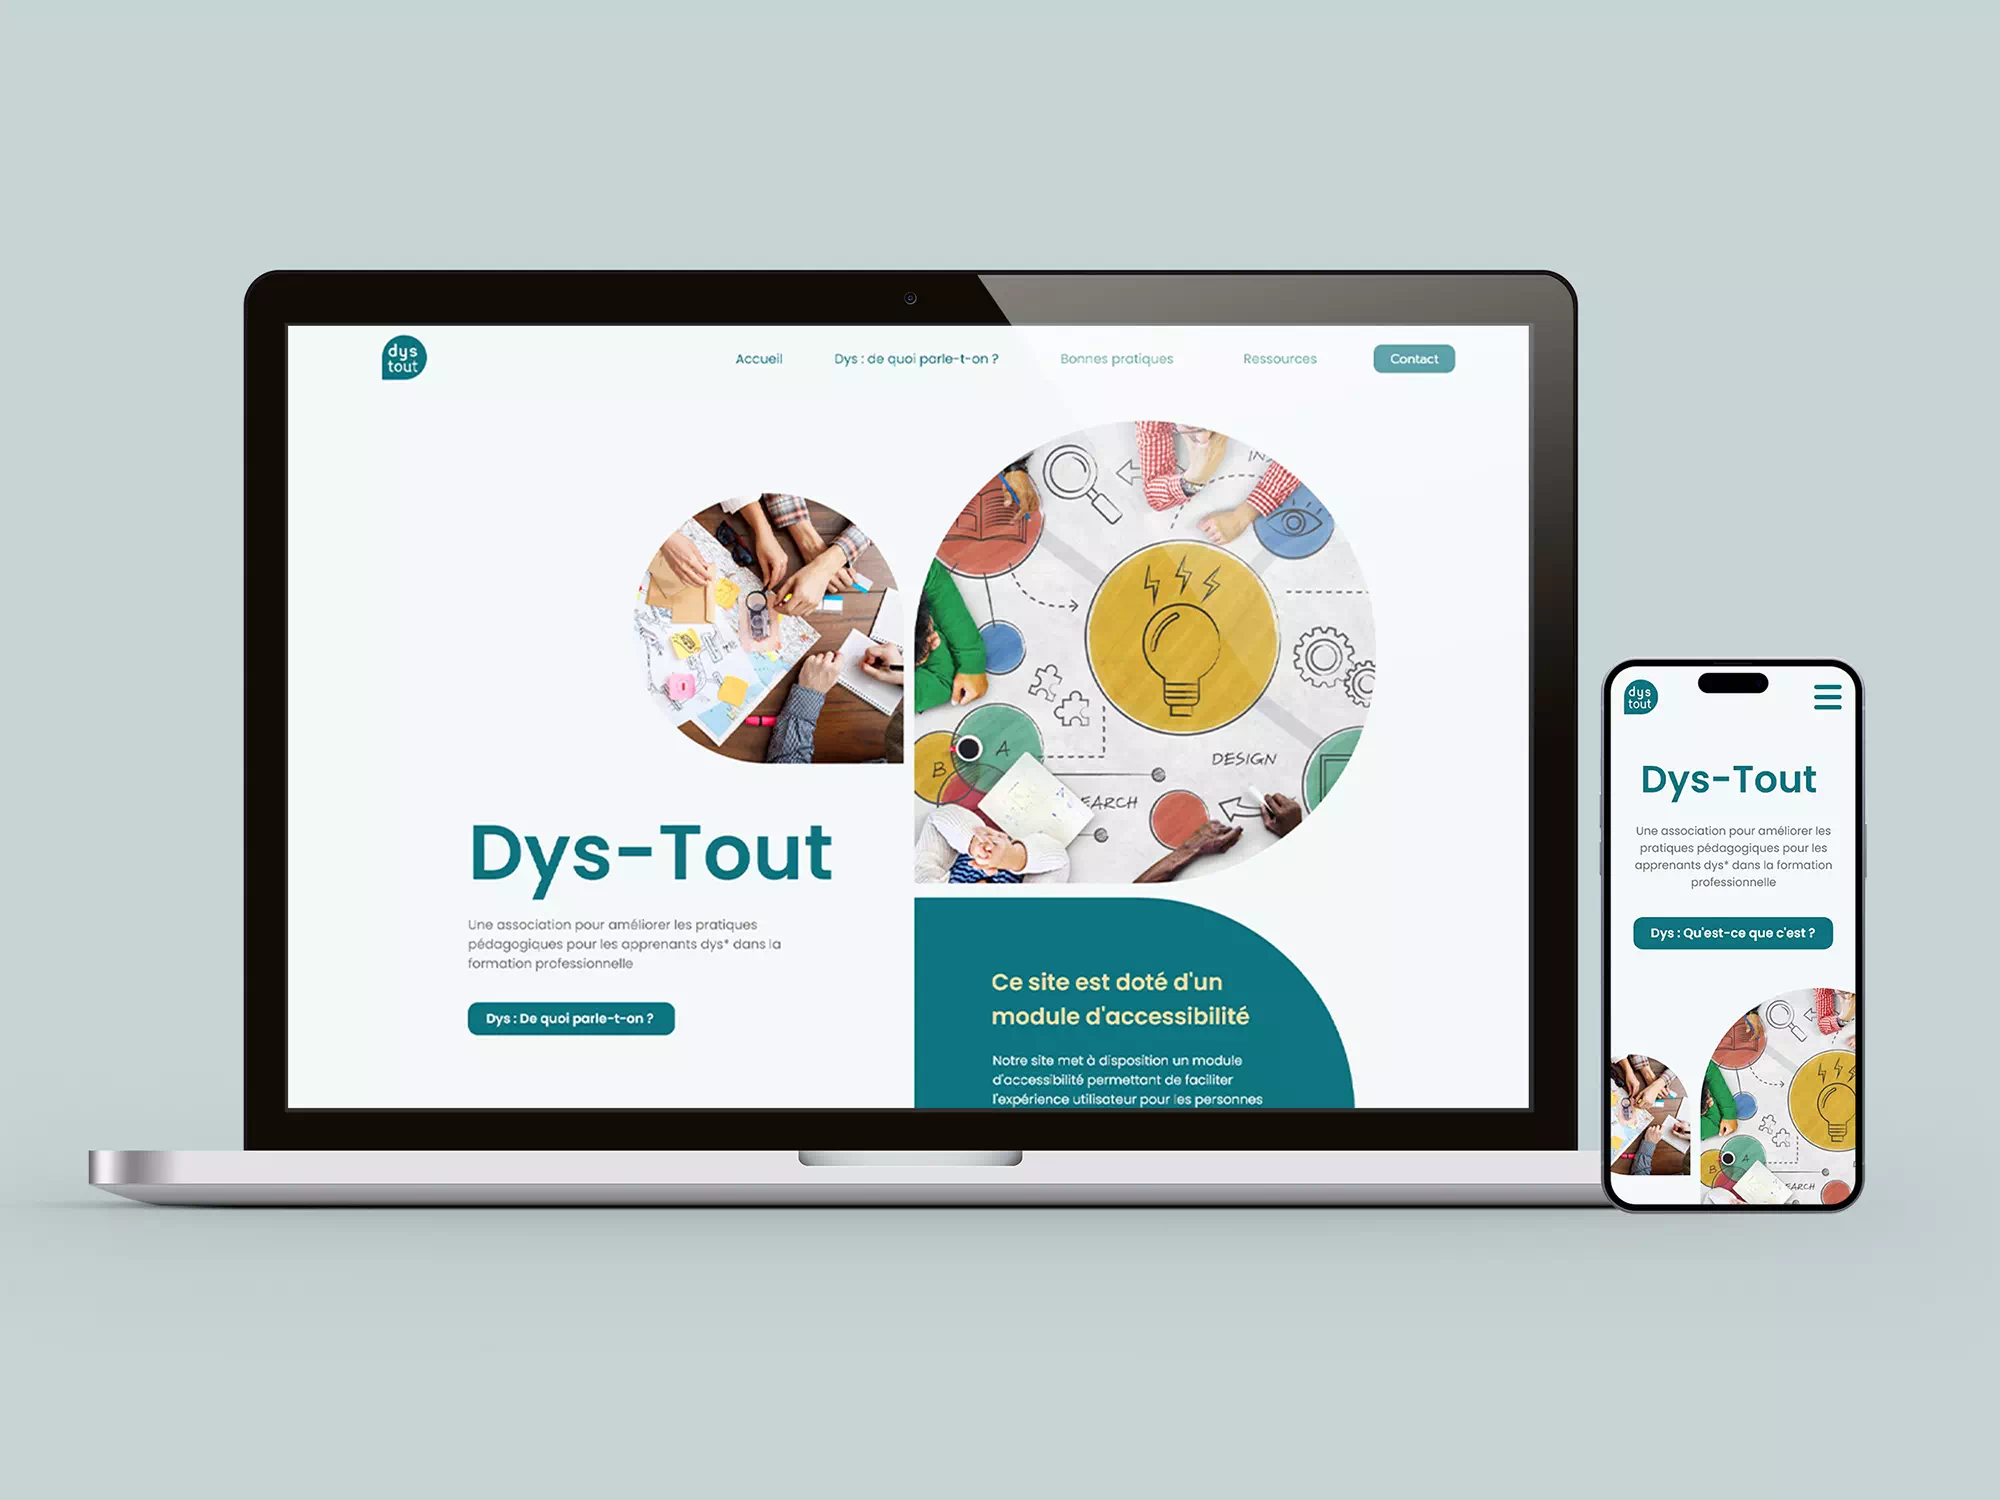 dys
tout
Accueil
Dys : de quoi parle-t-on ?
Bonnes pratiques
Ressources
Contact
A
B
DESIGN
EARCH
Dys-Tout
Une association pour améliorer les pratiques
pédagogiques pour les apprenants dys* dans la
formation professionnelle
Dys : De quoi parle-t-on ?
Ce site est doté d'un
module d'accessibilité
Notre site met à disposition un module
d'accessibilité permettant de faciliter
l'expérience utilisateur pour les personnes
dys
tout
Dys-Tout
Une association pour améliorer les
pratiques pédagogiques pour les
apprenants dys* dans la formation
professionnelle
Dys : Qu'est-ce que c'est ?
A
B
EARCH